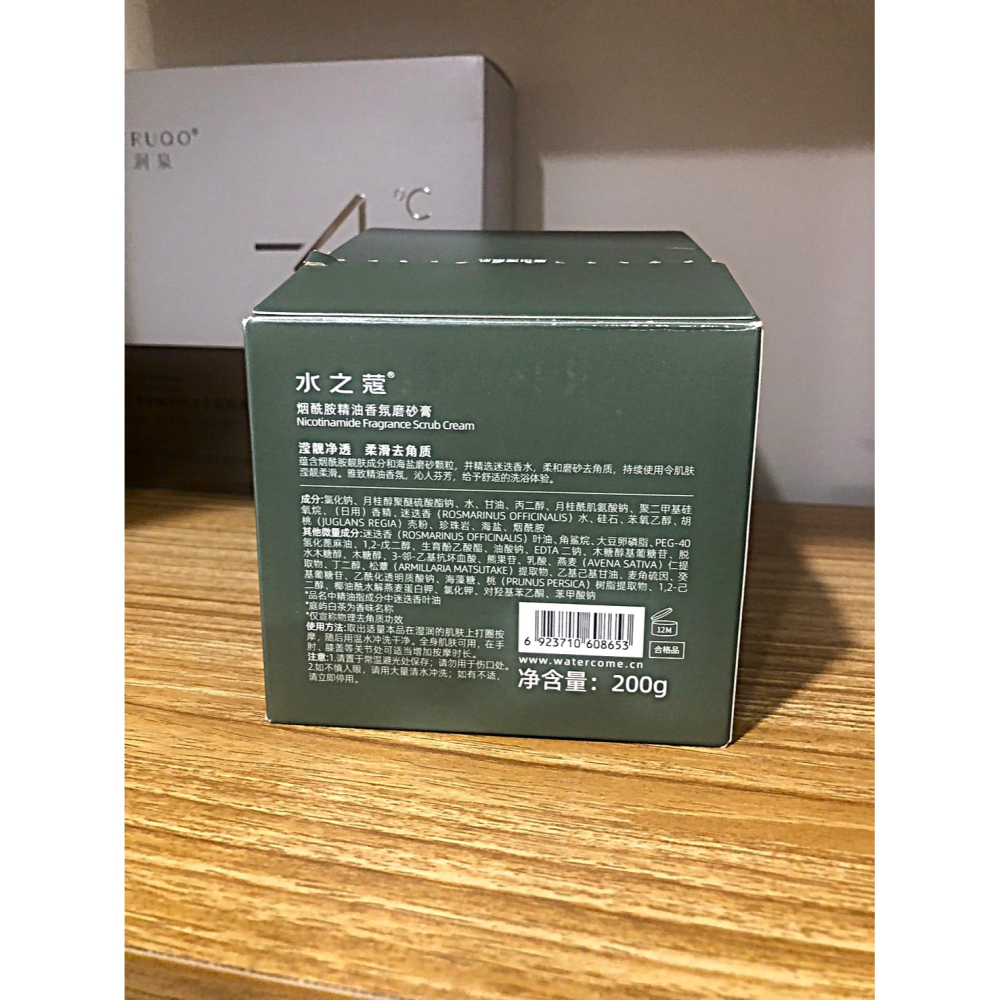 RUQO®
润泉
℃
水之蔻®
烟酰胺精油香氛磨砂膏
Nicotinamide Fragrance Scrub Cream
滢靓净透 柔滑去角质
蕴含烟酰胺靓肤成分和海盐磨砂颗粒，并精选迷迭香水，柔和磨砂去角质，持续使用令肌肤
滢靓柔滑。雅致精油香氛，沁人芬芳，给予舒适的洗浴体验。
成分:氯化钠、月桂醇聚醚硫酸酯钠、水、甘油、丙二醇、月桂酰肌氨酸钠、聚二甲基硅
氧烷、（日用）香精、迷迭香（ROSMARINUS OFFICINALIS）水、硅石、苯氧乙醇、胡
桃（JUGLANS REGIA）壳粉、珍珠岩、海盐、烟酰胺
其他微量成分:迷迭香（ROSMARINUS OFFICINALIS）叶油、角鲨烷、大豆卵磷脂、PEG-40
氢化蓖麻油、1,2-戊二醇、生育酚乙酸酯、油酸钠、EDTA 二钠、木糖醇基葡糖苷、脱
水木糖醇、木糖醇、3-邻-乙基抗坏血酸、熊果苷、乳酸、燕麦（AVENA SATIVA）仁提
取物、丁二醇、松蕈（ARMILLARIA MATSUTAKE）提取物、乙基己基甘油、麦角硫因、癸
基葡糖苷、乙酰化透明质酸钠、海藻糖、桃（PRUNUS PERSICA）树脂提取物、1,2-己
二醇、椰油酰水解燕麦蛋白钾、氯化钾、对羟基苯乙酮、苯甲酸钠
*品名中精油指成分中迷迭香叶油
*庭屿白茶为香味名称
*仅宣称物理去角质功效
使用方法:取出适量本品在湿润的肌肤上打圈按
摩，随后用温水冲洗干净。全身肌肤可用，在手
肘、膝盖等关节处可适当增加按摩时长。
注意:1.请置于常温避光处保存；请勿用于伤口处。
2.如不慎入眼，请用大量清水冲洗；如有不适，
请立即停用。
6 923710 608653
12M
合格品
www.watercome.cn
净含量：200g